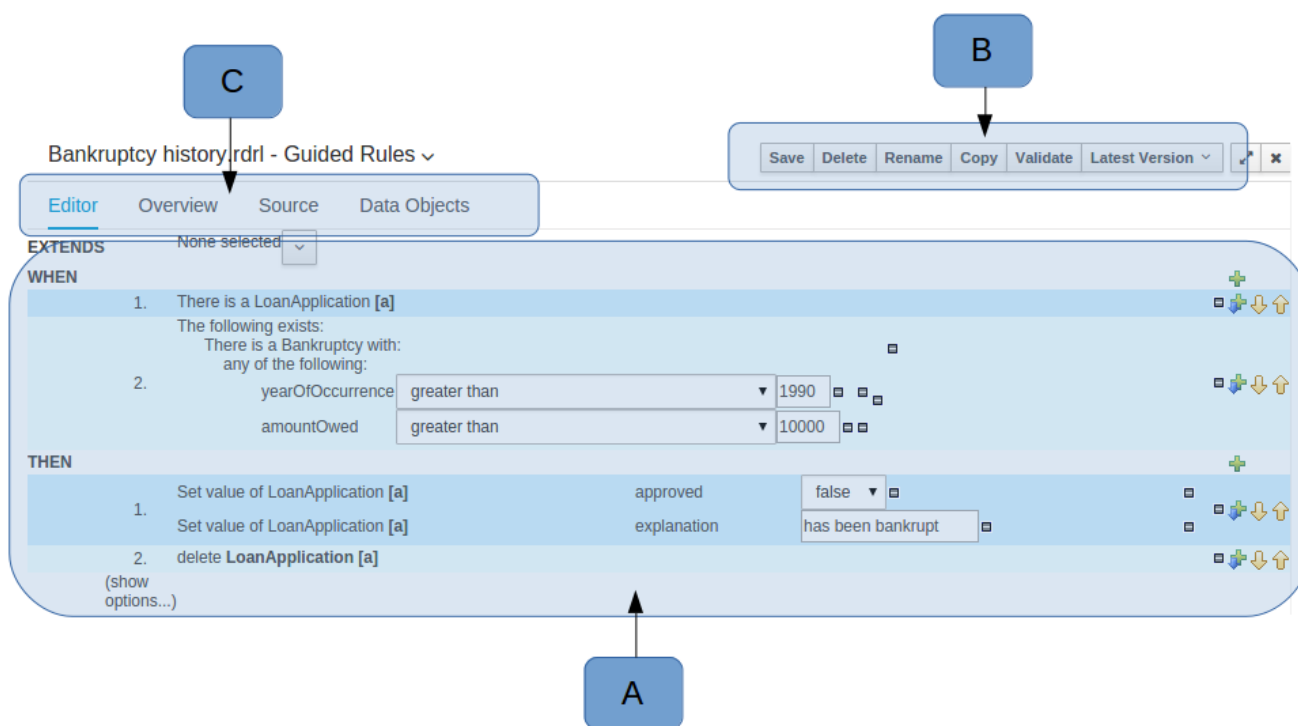 C
B
Bankruptcy history.rdrl - Guided Rules
Save Delete Rename Copy Validate Latest Version
Editor Overview Source Data Objects
EXTENDS None selected
WHEN
1. There is a LoanApplication [a]
The following exists:
There is a Bankruptcy with:
any of the following:
2.
yearOfOccurrence greater than 1990
amountOwed greater than 10000
THEN
1.
Set value of LoanApplication [a] approved false
Set value of LoanApplication [a] explanation has been bankrupt
2. delete LoanApplication [a]
(show
options...)
A